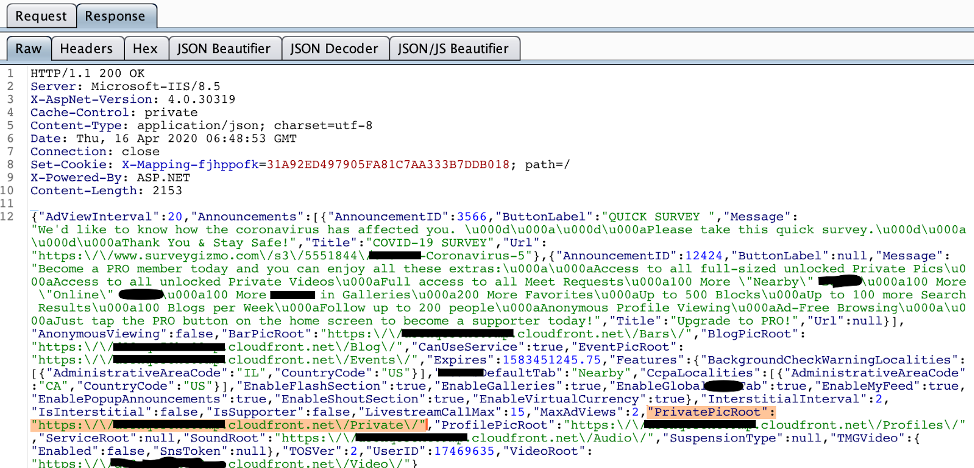 Request Response
Raw Headers Hex JSON Beautifier JSON Decoder JSON/JS Beautifier
1 HTTP/1.1 200 OK
2 Server: Microsoft-IIS/8.5
3 X-AspNet-Version: 4.0.30319
4 Cache-Control: private
5 Content-Type: application/json; charset=utf-8
6 Date: Thu, 16 Apr 2020 06:48:53 GMT
7 Connection: close
8 Set-Cookie: X-Mapping-fjhppofk=31A92ED497905FA81C7AA333B7DDB018; path=/
9 X-Powered-By: ASP.NET
10 Content-Length: 2153
11
12 {"AdViewInterval":20,"Announcements":[{"AnnouncementID":3566,"ButtonLabel":"QUICK SURVEY ","Message":
"We'd like to know how the coronavirus has affected you. \u000d\u000a\u000d\u000aPlease take this quick survey.\u000d\u000a
\u000d\u000aThank You & Stay Safe!","Title":"COVID-19 SURVEY","Url":
"https:\/\/www.surveygizmo.com\/s3\/5551844\/ -Coronavirus-5"},{"AnnouncementID":12424,"ButtonLabel":null,"Message":
"Become a PRO member today and you can enjoy all these extras:\u000a\u000aAccess to all full-sized unlocked Private Pics\u0
00aAccess to all unlocked Private Videos\u000aFull access to all Meet Requests\u000a100 More \"Nearby\" \u000a100 More
\"Online\" \u000a100 More in Galleries\u000a200 More Favorites\u000aUp to 500 Blocks\u000aUp to 100 more Search
Results\u000a100 Blogs per Week\u000aFollow up to 200 people\u000aAnonymous Profile Viewing\u000aAd-Free Browsing\u000a\u0
00aJust tap the PRO button on the home screen to become a supporter today!","Title":"Upgrade to PRO!","Url":null}],
"AnonymousViewing":false,"BarPicRoot":"https:\/\/ .cloudfront.net\/Bars\/","BlogPicRoot":
"https:\/\/ .cloudfront.net\/Blog\/","CanUseService":true,"EventPicRoot":
"https:\/\/ .cloudfront.net\/Events\/","Expires":1583451245.75,"Features":{"BackgroundCheckWarningLocalities":
[{"AdministrativeAreaCode":"IL","CountryCode":"US"}]," DefaultTab":"Nearby","CcpaLocalities":[{"AdministrativeAreaCode"
:"CA","CountryCode":"US"}],"EnableFlashSection":true,"EnableGalleries":true,"EnableGlobal Tab":true,"EnableMyFeed":true,
"EnablePopupAnnouncements":true,"EnableShoutSection":true,"EnableVirtualCurrency":true},"InterstitialInterval":2,
"IsInterstitial":false,"IsSupporter":false,"LivestreamCallMax":15,"MaxAdViews":2,"PrivatePicRoot":
"https:\/\/ .cloudfront.net\/Private\/","ProfilePicRoot":"https:\/\/ .cloudfront.net\/Profiles\/"
,"ServiceRoot":null,"SoundRoot":"https:\/\/ .cloudfront.net\/Audio\/","SuspensionType":null,"TMGVideo":{
"Enabled":false,"SnsToken":null},"TOSVer":2,"UserID":17469635,"VideoRoot":
"https:\/\/ .cloudfront.net\/Video\/"}